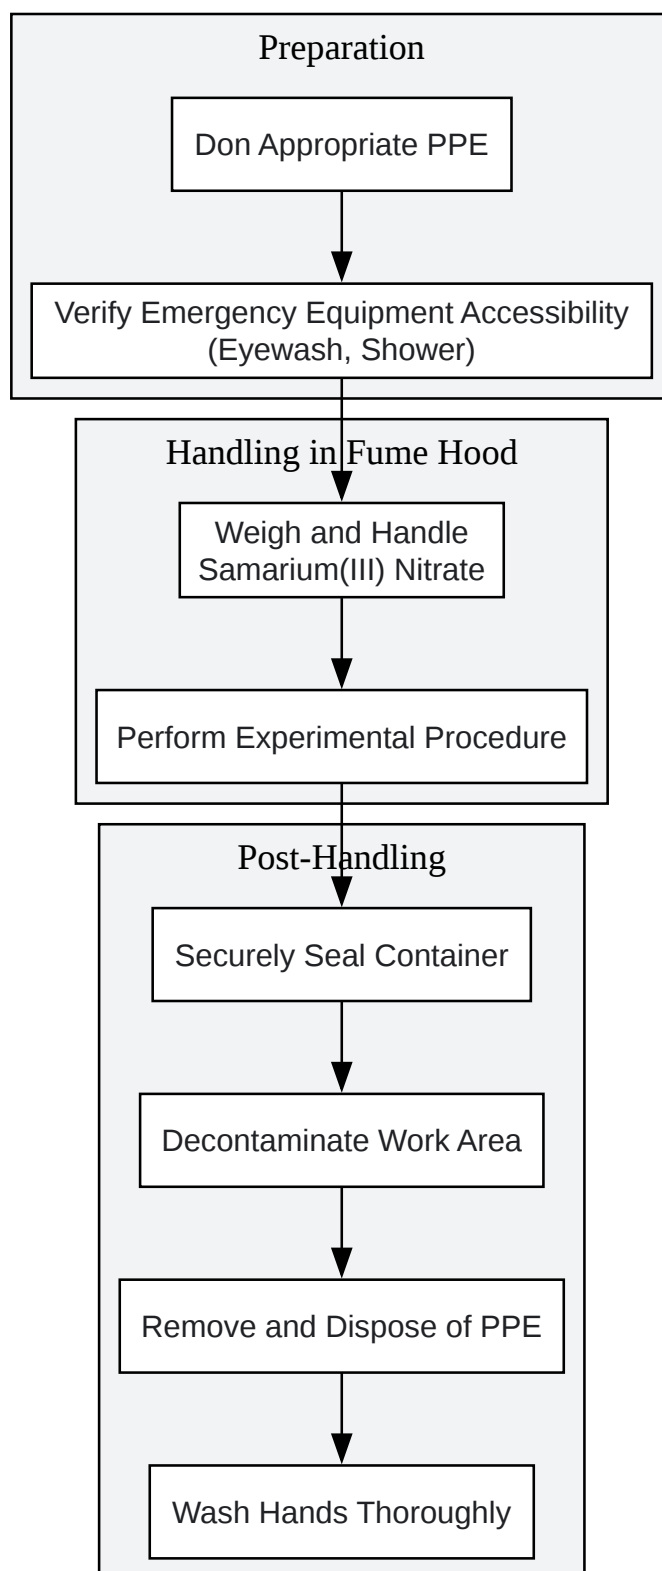 Preparation
Don Appropriate PPE
Verify Emergency Equipment Accessibility
(Eyewash, Shower)
Handling in Fume Hood
Weigh and Handle
Samarium(III) Nitrate
Perform Experimental Procedure
Post-Handling
Securely Seal Container
Decontaminate Work Area
Remove and Dispose of PPE
Wash Hands Thoroughly